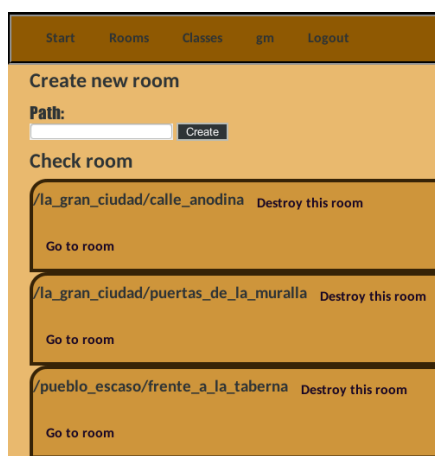 Start Rooms Classes gm Logout
Create new room
Path:
Create
Check room
/la_gran_ciudad/calle_anodina Destroy this room
Go to room
/la_gran_ciudad/puertas_de_la_muralla Destroy this room
Go to room
/pueblo_escaso/frente_a_la_taberna Destroy this room
Go to room